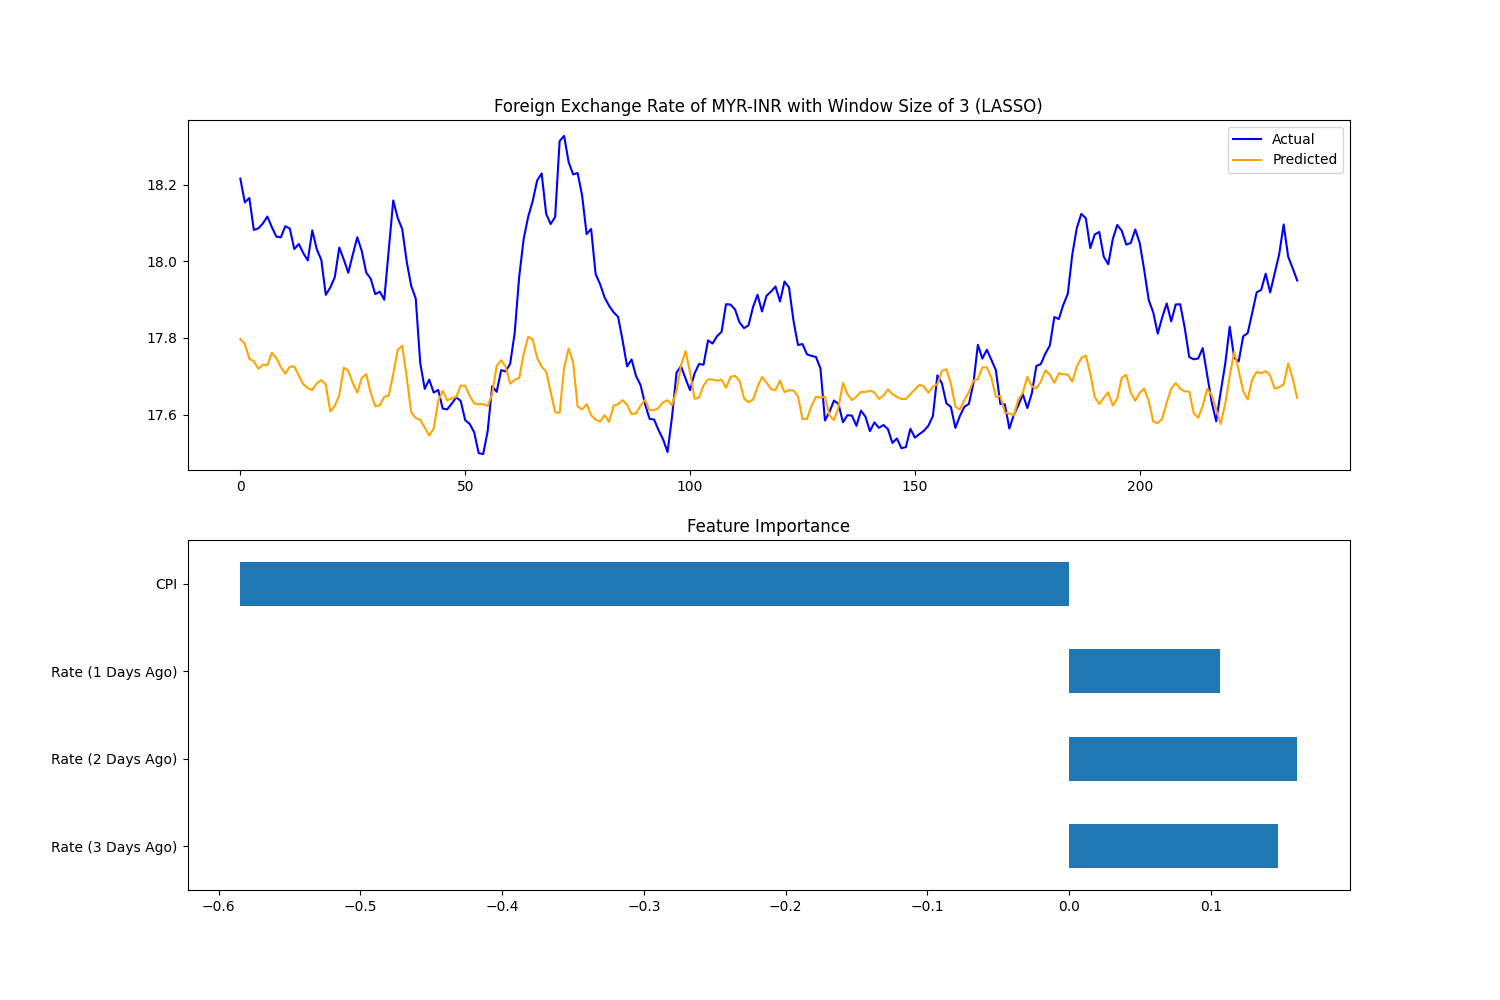 Foreign Exchange Rate of MYR-INR with Window Size of 3 (LASSO)
Actual
Predicted
18.2
18.0
17.8
17.6
0 50 100 150 200
Feature Importance
CPI
Rate (1 Days Ago)
Rate (2 Days Ago)
Rate (3 Days Ago)
−0.6 −0.5 −0.4 −0.3 −0.2 −0.1 0.0 0.1